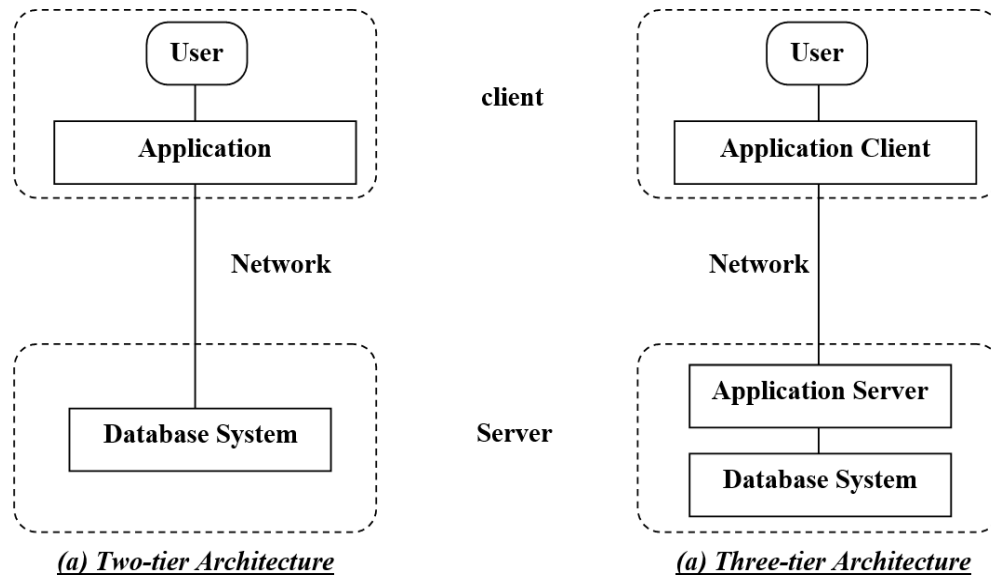 User
Application
Network
Database System
(a) Two-tier Architecture
client
Server
User
Application Client
Network
Application Server
Database System
(a) Three-tier Architecture